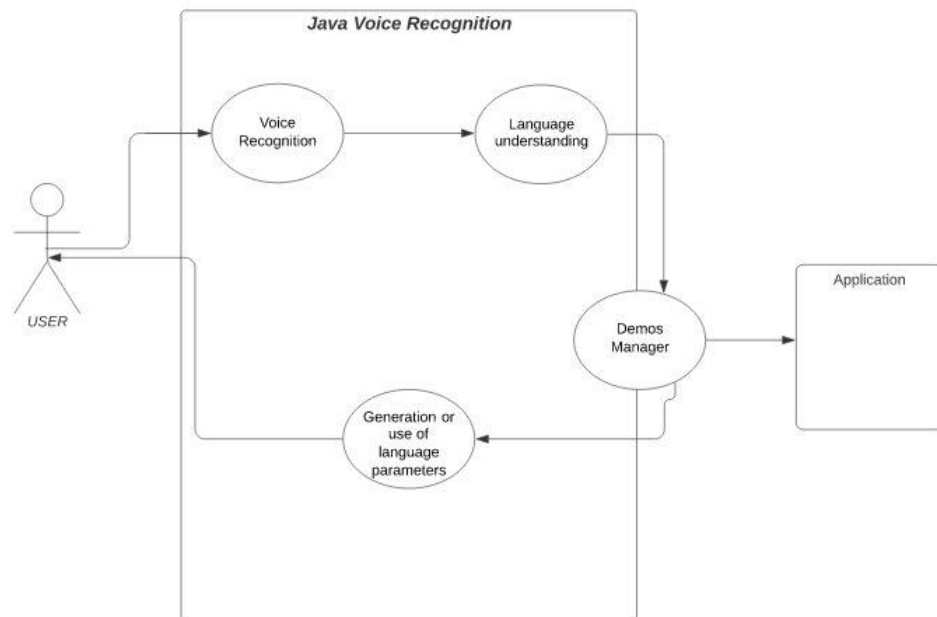 Java Voice Recognition
Voice
Recognition
Language
understanding
USER
Demos
Manager
Application
Generation or
use of
language
parameters